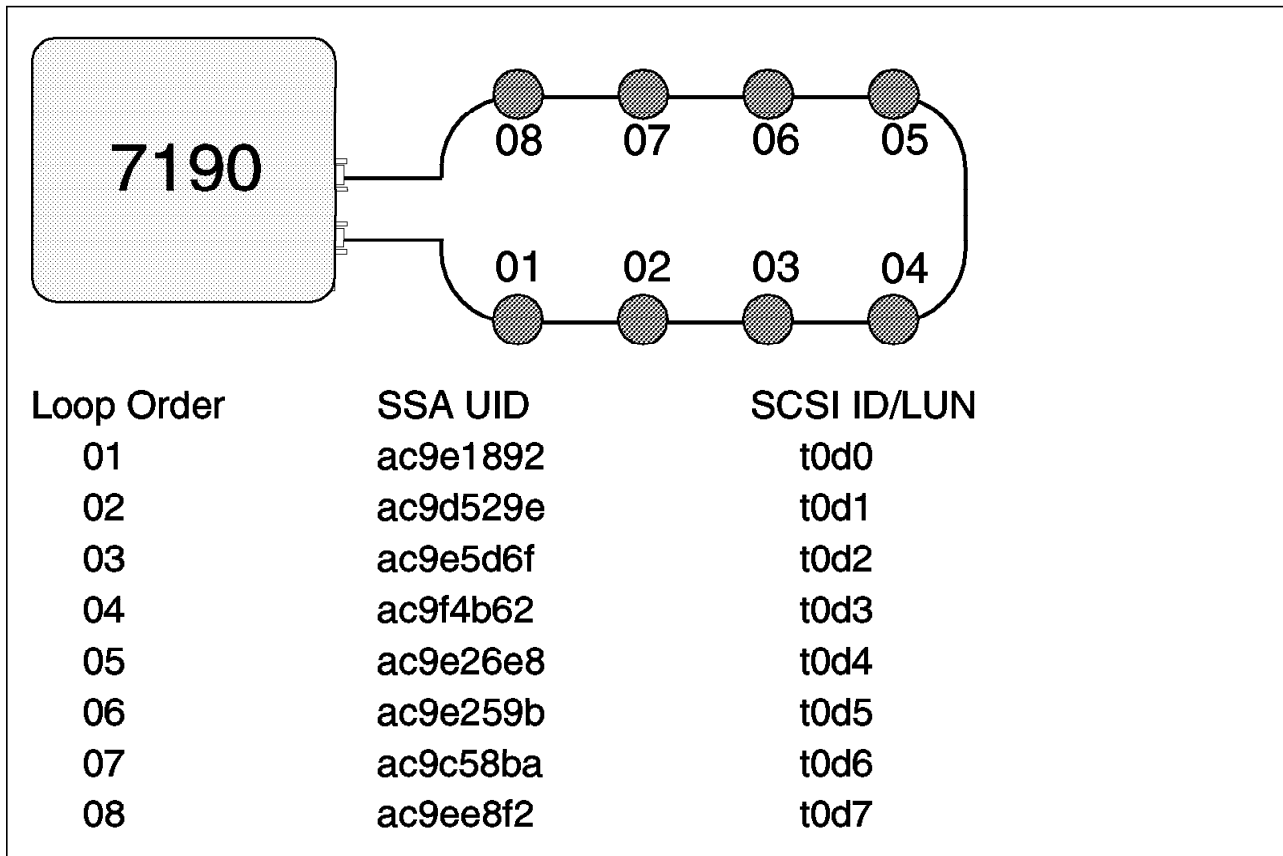 7190
08 07 06 05
01 02 03 04
Loop Order SSA UID SCSI ID/LUN
01 ac9e1892 t0d0
02 ac9d529e t0d1
03 ac9e5d6f t0d2
04 ac9f4b62 t0d3
05 ac9e26e8 t0d4
06 ac9e259b t0d5
07 ac9c58ba t0d6
08 ac9ee8f2 t0d7